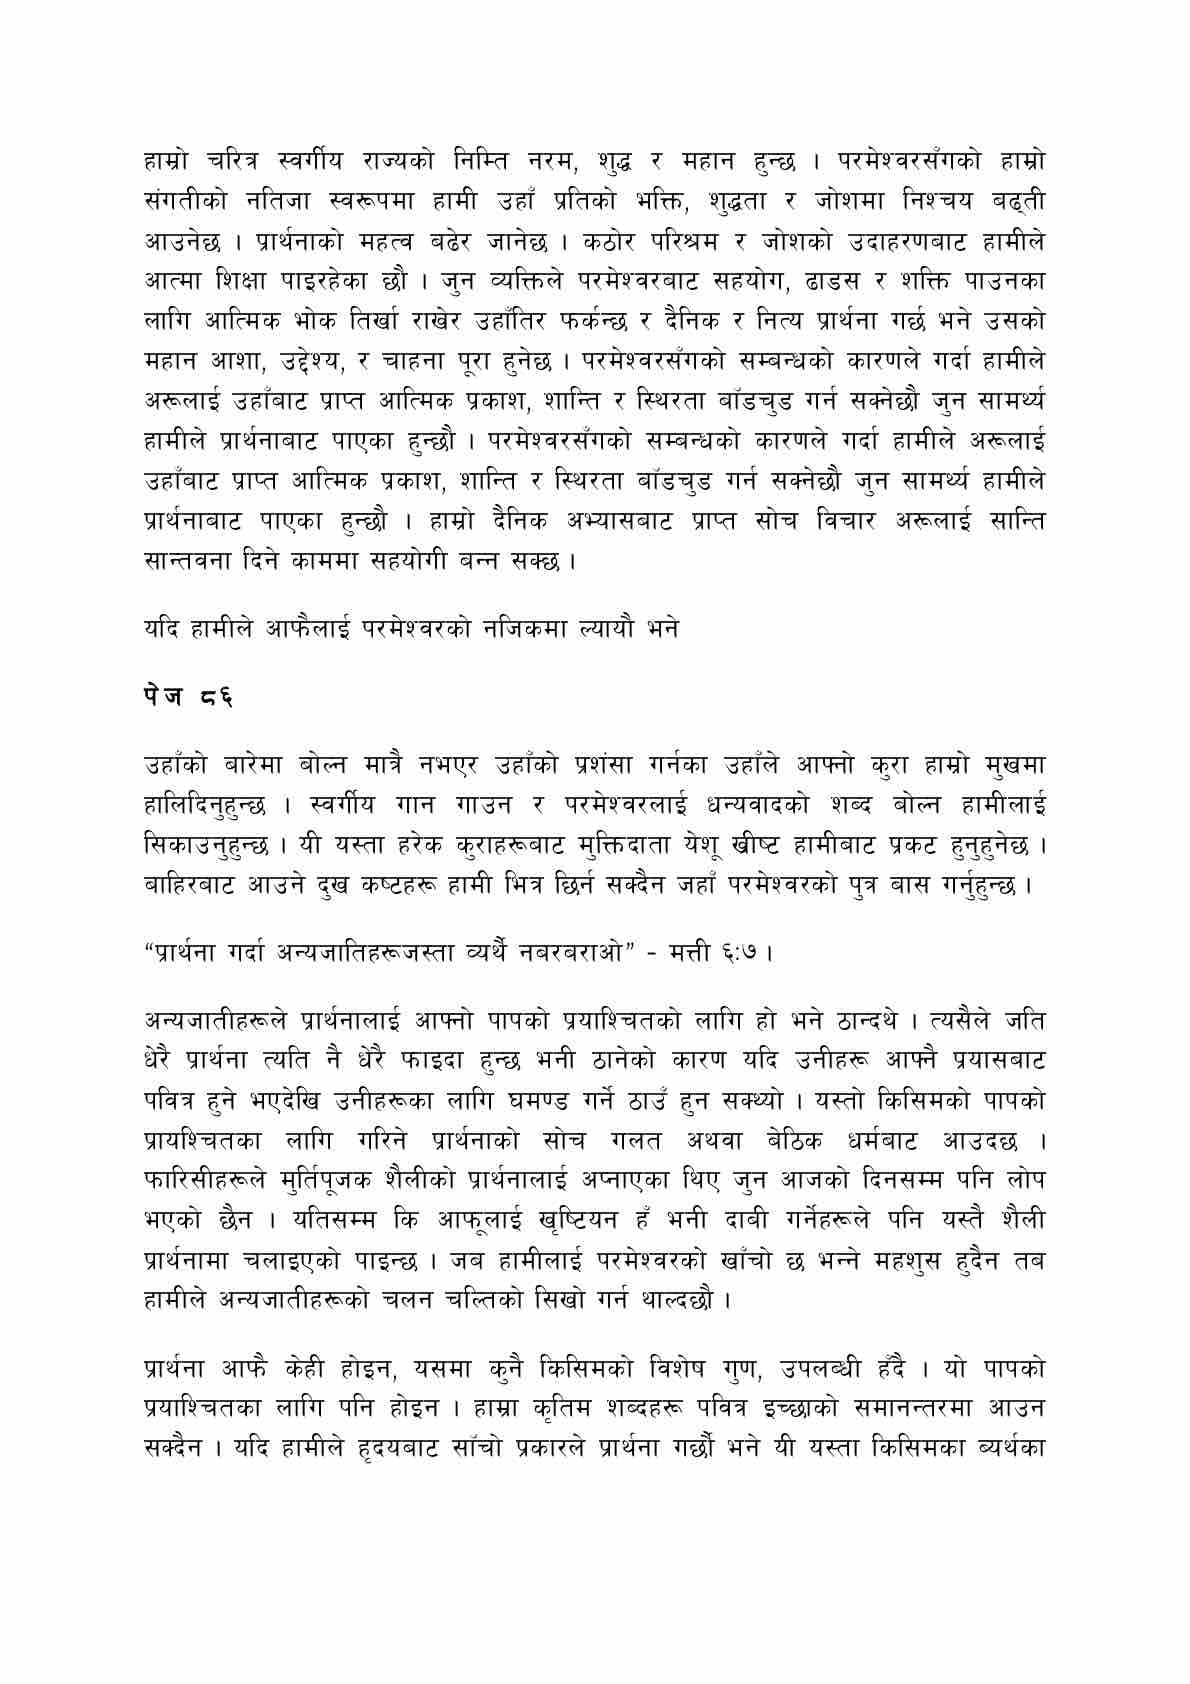 हाम्रो चरित्र स्वर्गीय राज्यको निम्ति नरम, शुद्ध र महान हुन्छ । परमेश्वरसँगको हाम्रो
संगतीको नतिजा स्वरूपमा हामी उहाँ प्रतिको भक्ति, शुद्धता र जोशमा निश्चय बढ्ती
आउनेछ । प्रार्थनाको महत्व बढेर जानेछ । कठोर परिश्रम र जोशको उदाहरणबाट हामीले
आत्मा शिक्षा पाइरहेका छौ । जुन व्यक्तिले परमेश्वरबाट सहयोग, ढाडस र शक्ति पाउनका
लागि आत्मिक भोक तिर्खा राखेर उहाँतिर फर्कन्छ र दैनिक र नित्य प्रार्थना गर्छ भने उसको
महान आशा, उद्देश्य, र चाहना पूरा हुनेछ । परमेश्वरसँगको सम्बन्धको कारणले गर्दा हामीले
अरूलाई उहाँबाट प्राप्त आत्मिक प्रकाश, शान्ति र स्थिरता बाँडचुड गर्न सक्नेछौ जुन सामर्थ्य
हामीले प्रार्थनाबाट पाएका हुन्छौ । परमेश्वरसँगको सम्बन्धको कारणले गर्दा हामीले अरूलाई
उहाँबाट प्राप्त आत्मिक प्रकाश, शान्ति र स्थिरता बाँडचुड गर्न सक्नेछौ जुन सामर्थ्य हामीले
प्रार्थनाबाट पाएका हुन्छौ । हाम्रो दैनिक अभ्यासबाट प्राप्त सोच विचार अरूलाई सान्ति
सान्तवना दिने काममा सहयोगी बन्न सक्छ ।
यदि हामीले आफैलाई परमेश्वरको नजिकमा ल्यायौ भने
पेज ८६
उहाँको बारेमा बोल्न मात्रै नभएर उहाँको प्रशंसा गर्नका उहाँले आफ्नो कुरा हाम्रो मुखमा
हालिदिनुहुन्छ । स्वर्गीय गान गाउन र परमेश्वरलाई धन्यवादको शब्द बोल्न हामीलाई
सिकाउनुहुन्छ । यी यस्ता हरेक कुराहरूबाट मुक्तिदाता येशू ख्रीष्ट हामीबाट प्रकट हुनुहुनेछ ।
बाहिरबाट आउने दुख कष्टहरू हामी भित्र छिर्न सक्दैन जहाँ परमेश्वरको पुत्र बास गर्नुहुन्छ ।
“प्रार्थना गर्दा अन्यजातिहरूजस्ता व्यर्थै नबरबराओ” - मत्ती ६:७ ।
अन्यजातीहरूले प्रार्थनालाई आफ्नो पापको प्रयाश्चितको लागि हो भने ठान्दथे । त्यसैले जति
धेरै प्रार्थना त्यति नै धेरै फाइदा हुन्छ भनी ठानेको कारण यदि उनीहरू आफ्नै प्रयासबाट
पवित्र हुने भएदेखि उनीहरूका लागि घमण्ड गर्ने ठाउँ हुन सक्थ्यो । यस्तो किसिमको पापको
प्रायश्चितका लागि गरिने प्रार्थनाको सोच गलत अथवा बेठिक धर्मबाट आउदछ ।
फारिसीहरूले मुर्तिपूजक शैलीको प्रार्थनालाई अप्नाएका थिए जुन आजको दिनसम्म पनि लोप
भएको छैन । यतिसम्म कि आफूलाई खृष्टियन हँ भनी दाबी गर्नेहरूले पनि यस्तै शैली
प्रार्थनामा चलाइएको पाइन्छ । जब हामीलाई परमेश्वरको खाँचो छ भन्ने महशुस हुदैन तब
हामीले अन्यजातीहरूको चलन चल्तिको सिखो गर्न थाल्दछौ ।
प्रार्थना आफै केही होइन, यसमा कुनै किसिमको विशेष गुण, उपलब्धी हँदै । यो पापको
प्रयाश्चितका लागि पनि होइन । हाम्रा कृतिम शब्दहरू पवित्र इच्छाको समानन्तरमा आउन
सक्दैन । यदि हामीले हृदयबाट साँचो प्रकारले प्रार्थना गर्छौं भने यी यस्ता किसिमका ब्यर्थका